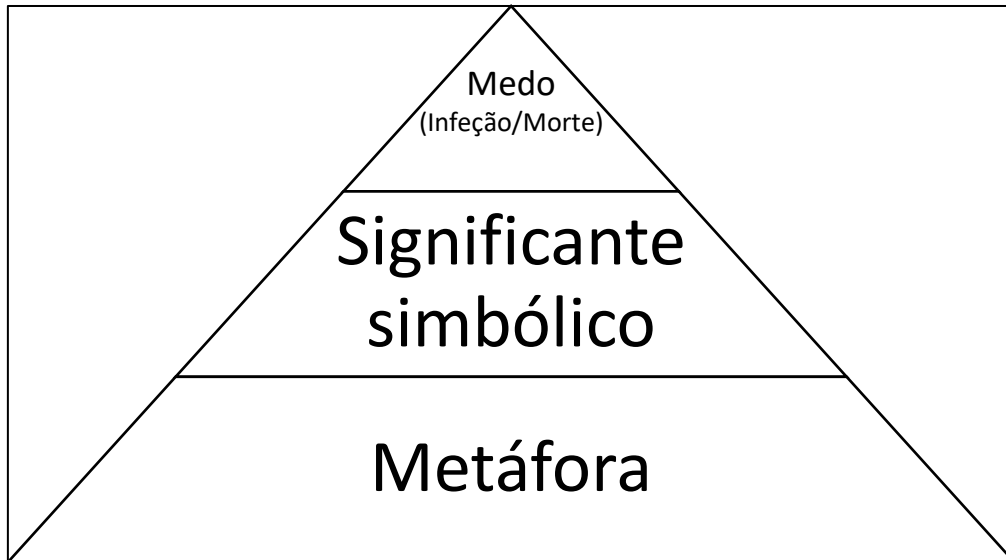 Medo
(Infeção/Morte)
Significante
simbólico
Metáfora